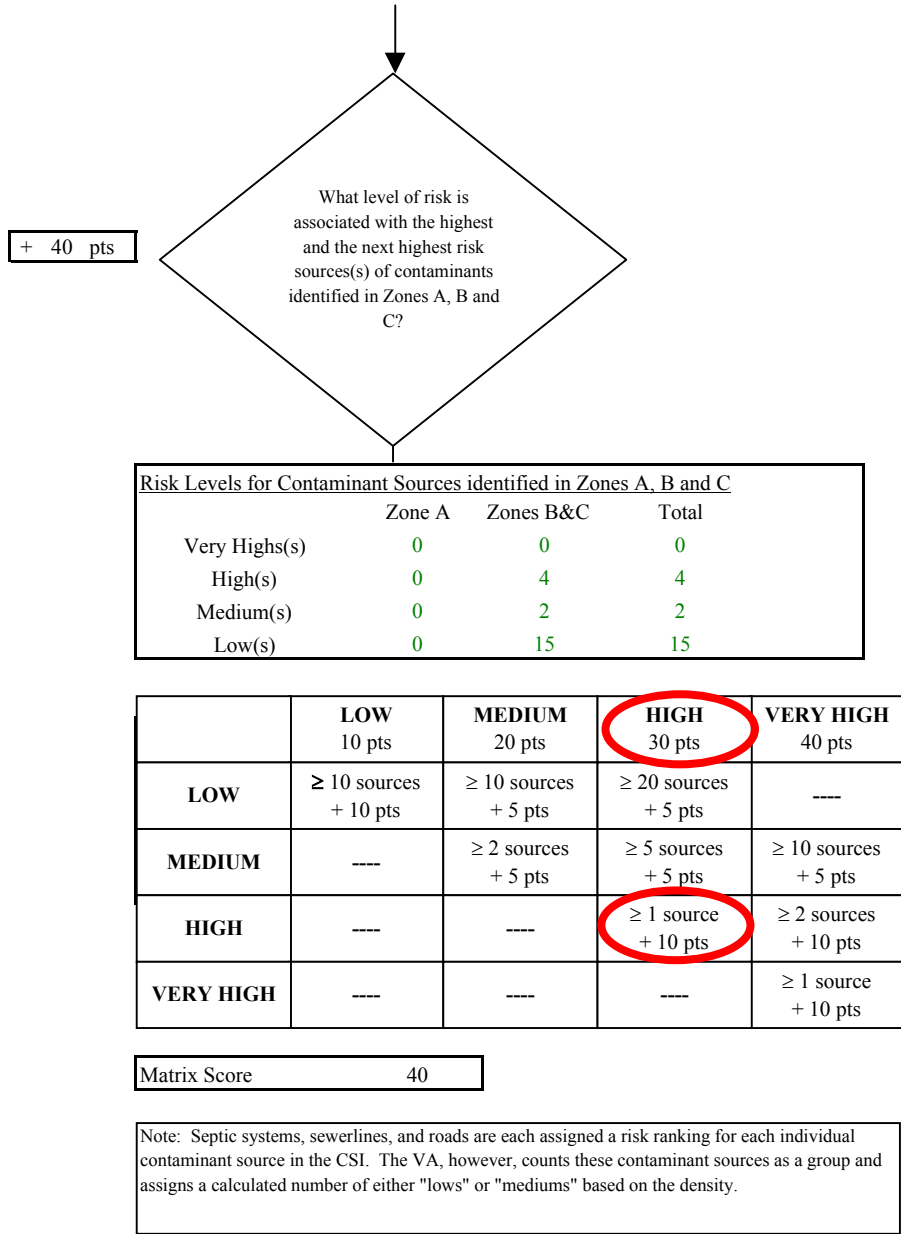 What level of risk is
associated with the highest
and the next highest risk
sources(s) of contaminants
identified in Zones A, B and
C?
+ 40 pts
Risk Levels for Contaminant Sources identified in Zones A, B and C
Zone A Zones B&C Total
Very Highs(s) 0 0 0
High(s) 0 4 4
Medium(s) 0 2 2
Low(s) 0 15 15
LOW MEDIUM HIGH VERY HIGH
10 pts 20 pts 30 pts 40 pts
LOW ≥ 10 sources ≥ 10 sources ≥ 20 sources ----
+ 10 pts + 5 pts + 5 pts
MEDIUM ---- ≥ 2 sources ≥ 5 sources ≥ 10 sources
+ 5 pts + 5 pts + 5 pts
HIGH ---- ---- ≥ 1 source ≥ 2 sources
+ 10 pts + 10 pts
VERY HIGH ---- ---- ---- ≥ 1 source
+ 10 pts
Matrix Score 40
Note: Septic systems, sewerlines, and roads are each assigned a risk ranking for each individual
contaminant source in the CSI. The VA, however, counts these contaminant sources as a group and
assigns a calculated number of either "lows" or "mediums" based on the density.